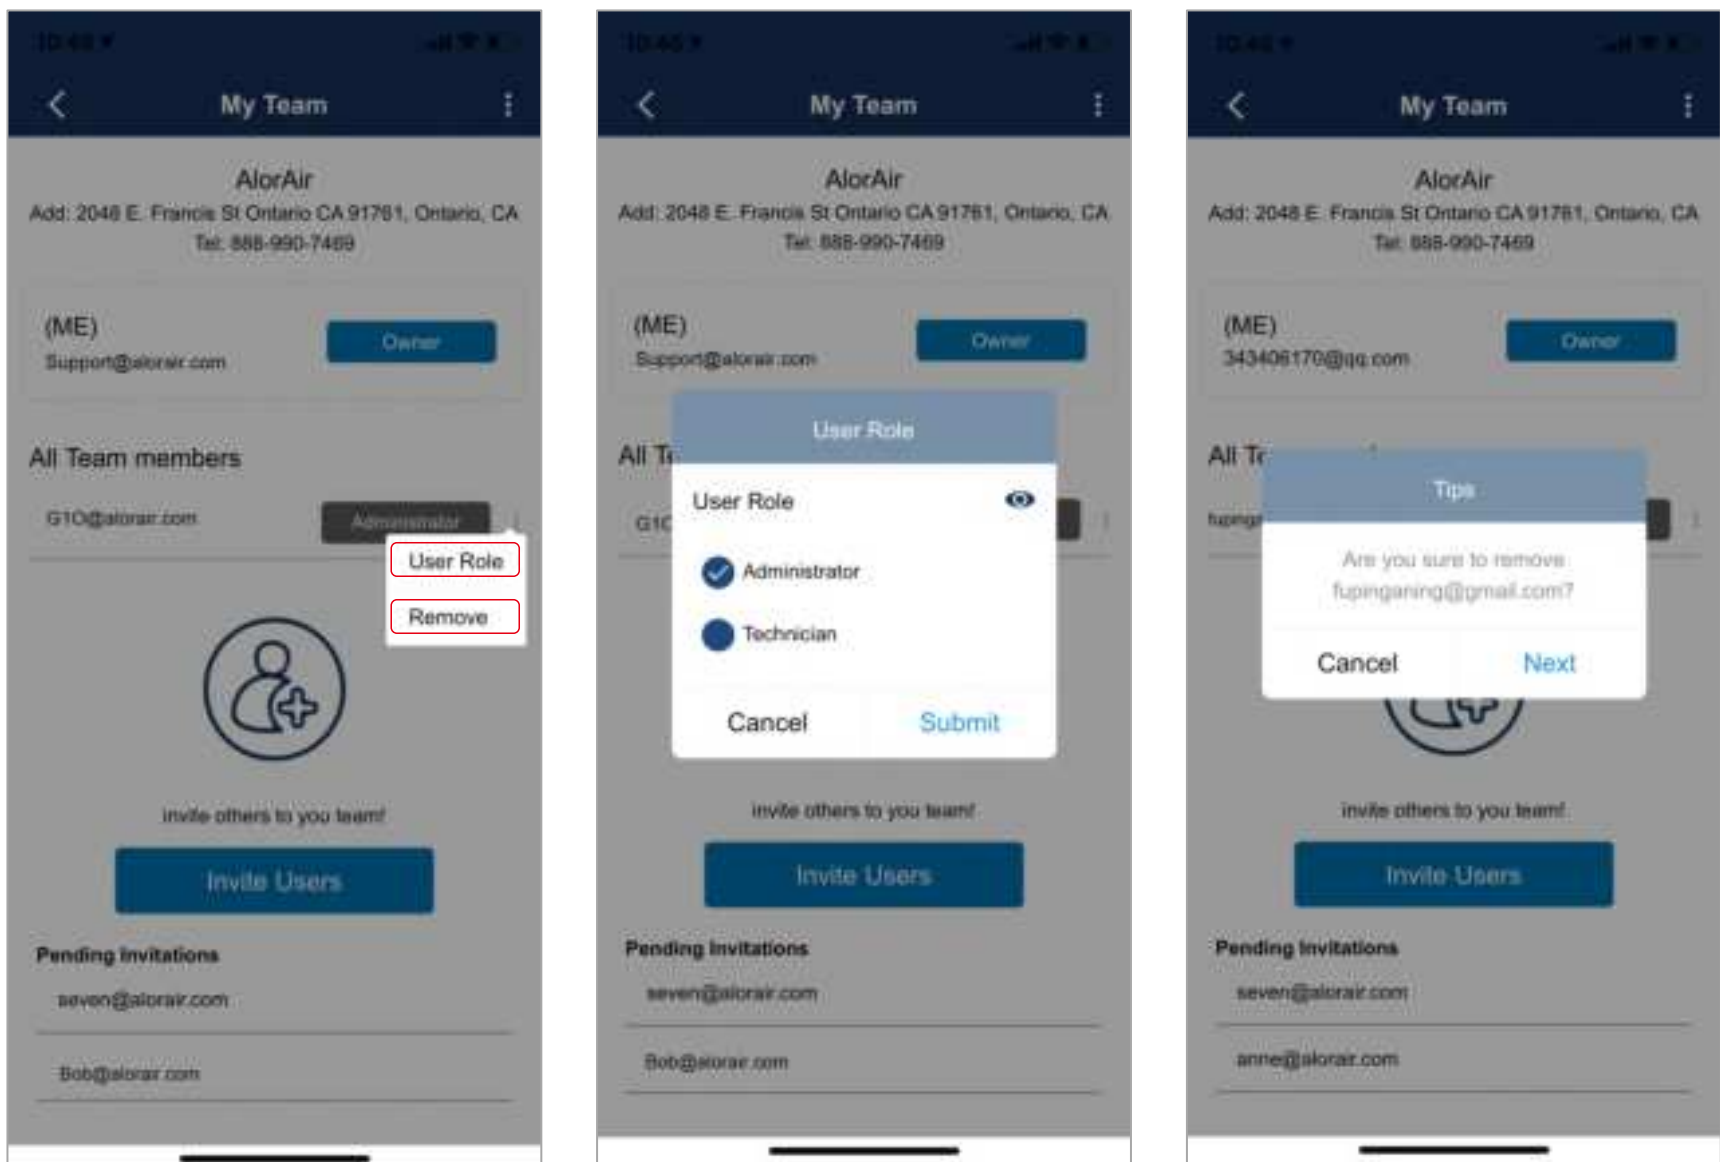 My Team
AlorAir
Add: 2048 E. Francis St Ontario CA 91761, Ontario, CA
Tel: 888-990-7469
(ME)
Support@alorair.com
Owner
All Team members
G1O@alorair.com
Administrator
User Role
Remove
invite others to you team!
Invite Users
Pending Invitations
seven@alorair.com
Bob@alorair.com
My Team
AlorAir
Add: 2048 E. Francis St Ontario CA 91761, Ontario, CA
Tel: 888-990-7469
(ME)
Support@alorair.com
Owner
All Te
User Role
User Role
G1O
Administrator
Technician
Cancel
Submit
invite others to you team!
Invite Users
Pending Invitations
seven@alorair.com
Bob@alorair.com
My Team
AlorAir
Add: 2048 E. Francis St Ontario CA 91761, Ontario, CA
Tel: 888-990-7469
(ME)
343406170@qq.com
Owner
All Te
Tips
fuping
Are you sure to remove
fupinganing@gmail.com?
Cancel
Next
invite others to you team!
Invite Users
Pending Invitations
seven@alorair.com
anne@alorair.com